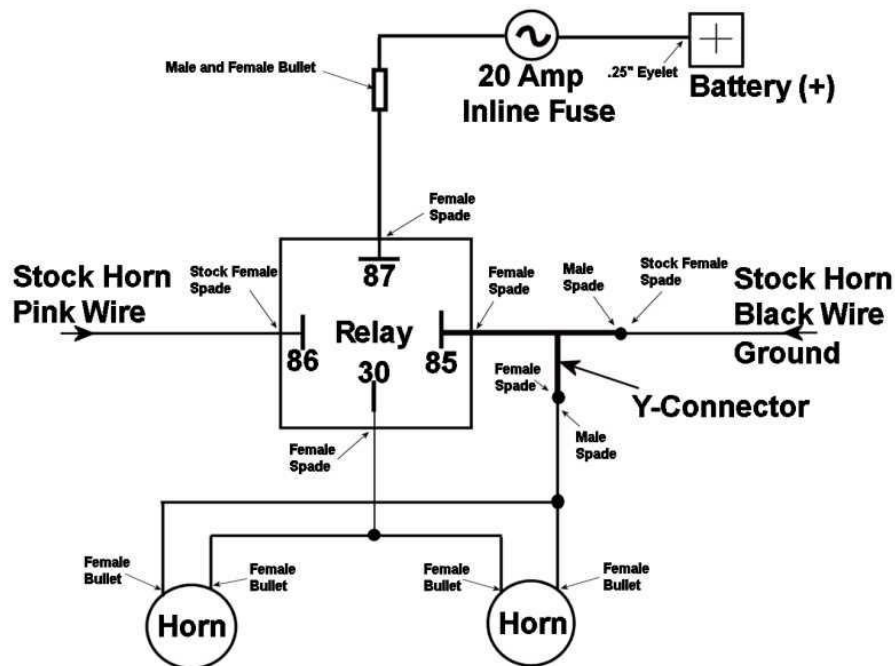 Male and Female Bullet
20 Amp
Inline Fuse
.25" Eyelet
Battery (+)
Female
Spade
Stock Horn
Pink Wire
Stock Female
Spade
87
Relay
86
30
85
Female
Spade
Male
Spade
Stock Female
Spade
Stock Horn
Black Wire
Ground
Female
Spade
Y-Connector
Male
Spade
Female
Spade
Female
Bullet
Female
Bullet
Female
Bullet
Female
Bullet
Horn
Horn